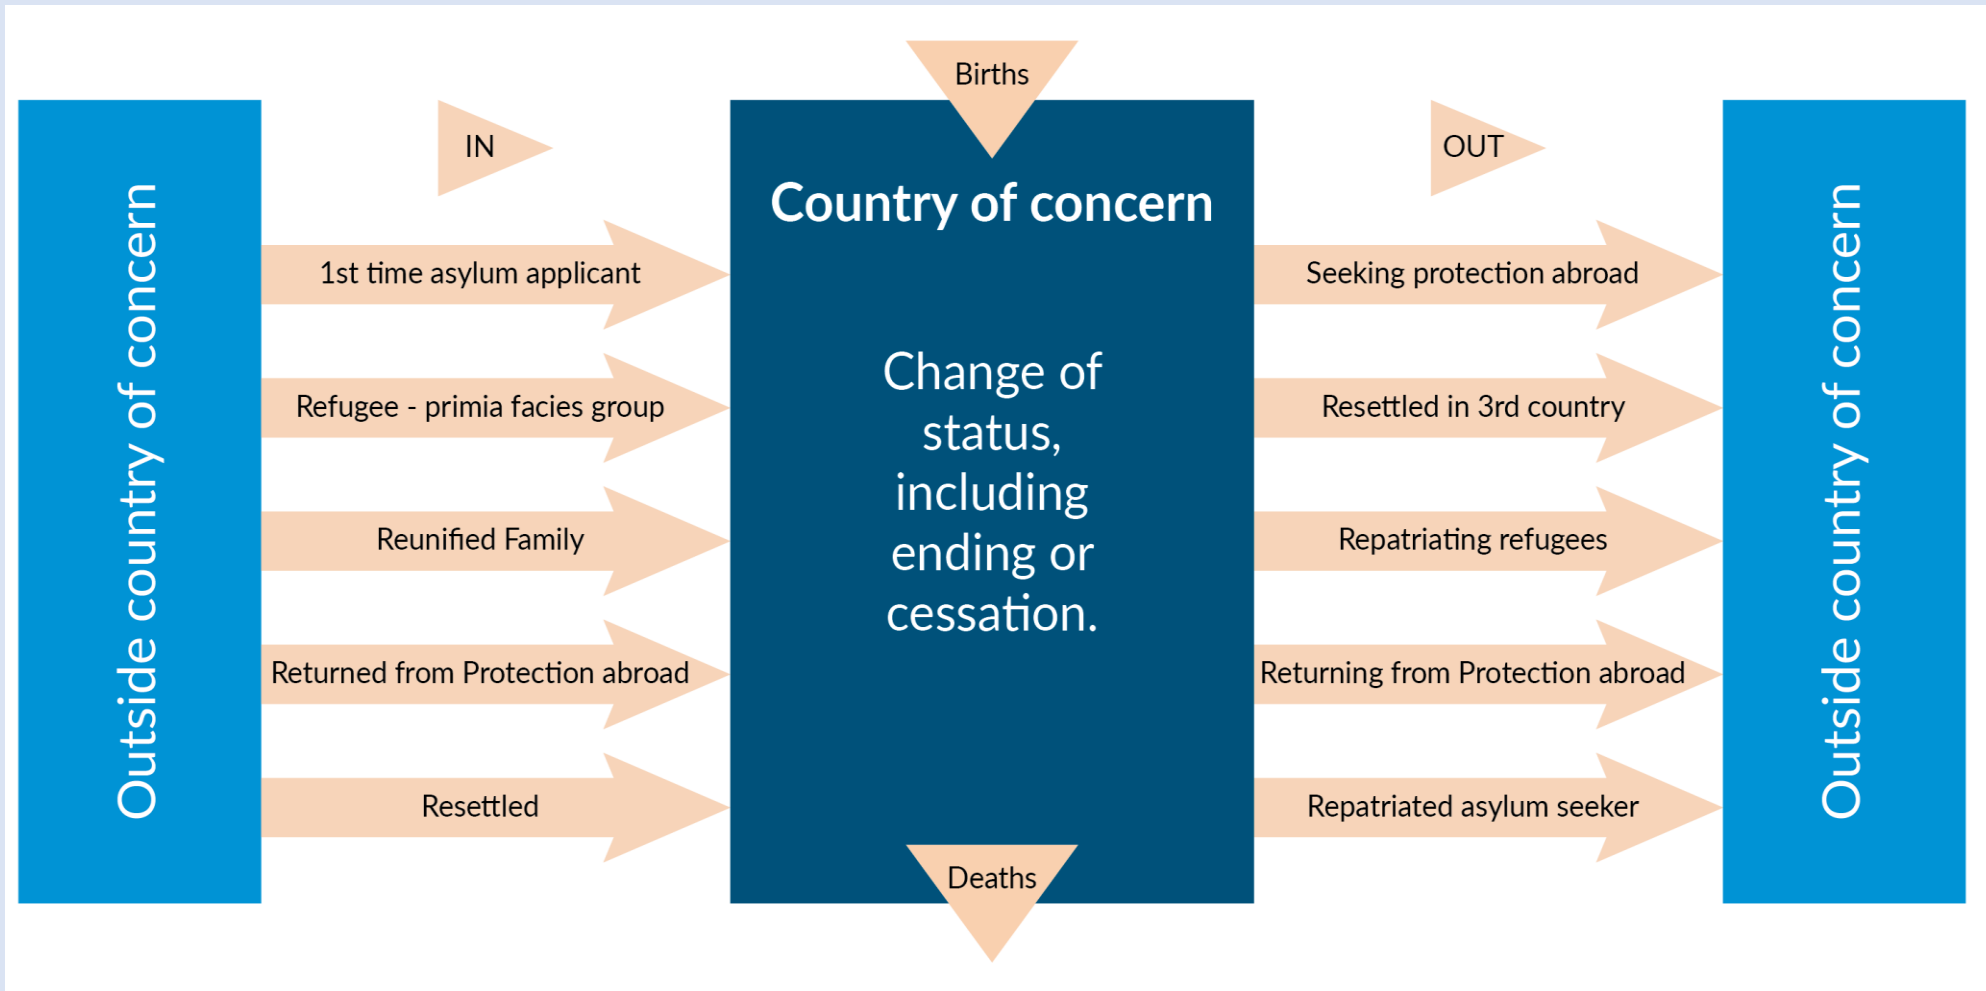 Births
IN
OUT
Outside country of concern
Country of concern
1st time asylum applicant
Refugee - primia facies group
Reunified Family
Returned from Protection abroad
Resettled
Change of
status,
including
ending or
cessation.
Deaths
Seeking protection abroad
Resettled in 3rd country
Repatriating refugees
Returning from Protection abroad
Repatriated asylum seeker
Outside country of concern